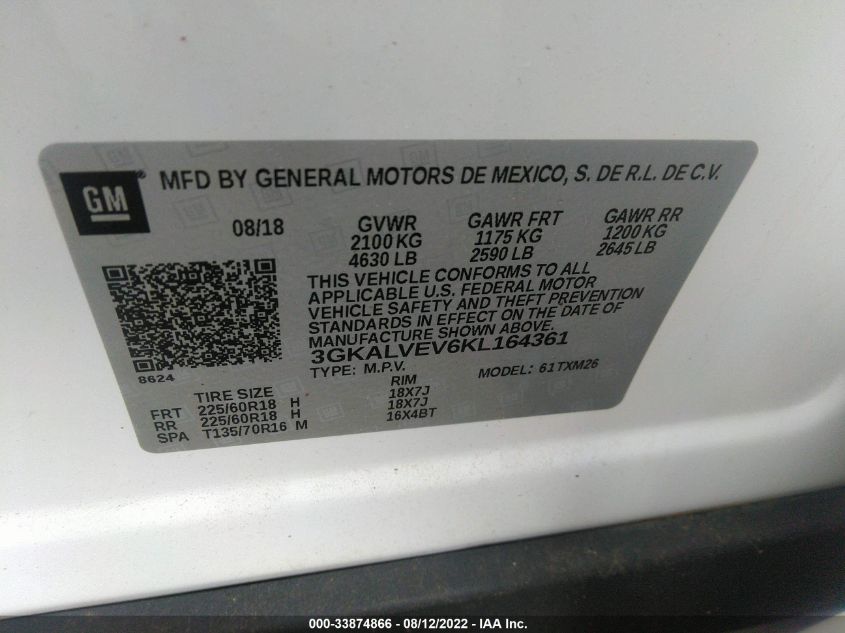 GM
MFD BY GENERAL MOTORS DE MEXICO, S. DE R.L. DE C.V.
08/18 GVWR GAWR FRT GAWR RR
2100 KG 1175 KG 1200 KG
4630 LB 2590 LB 2645 LB
THIS VEHICLE CONFORMS TO ALL
APPLICABLE U.S. FEDERAL MOTOR
VEHICLE SAFETY AND THEFT PREVENTION
STANDARDS IN EFFECT ON THE DATE OF
MANUFACTURE SHOWN ABOVE.
3GKALVEV6KL164361
8624 TYPE: M.P.V. MODEL: 61TXM26
TIRE SIZE RIM
FRT 225/60R18 H 18X7J
RR 225/60R18 H 18X7J
SPA T135/70R16 M 16X4BT
000-33874866 - 08/12/2022 - IAA Inc.